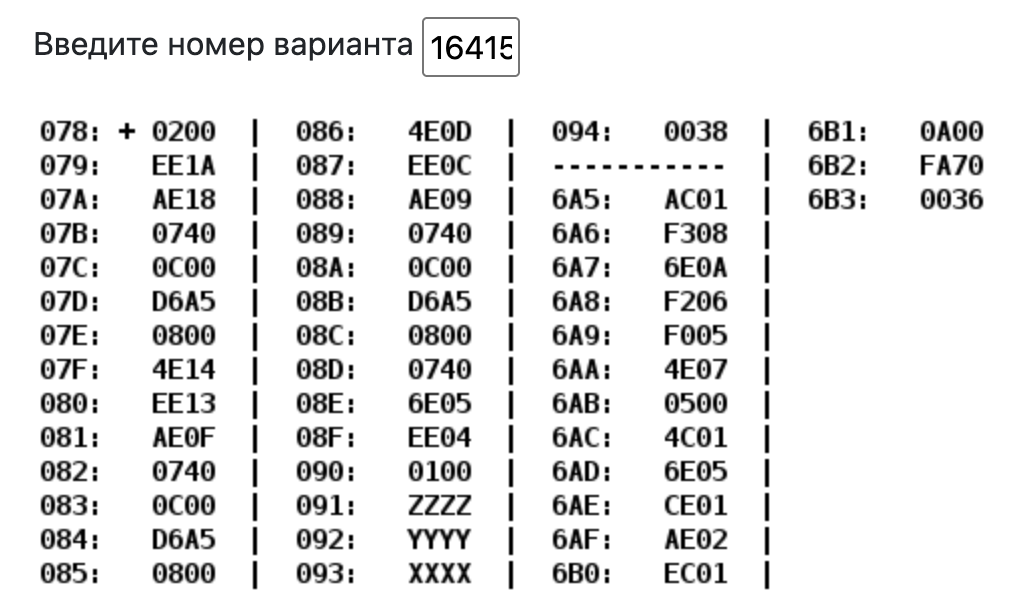 Введите номер варианта 16415
078: + 0200 | 086: 4E0D | 094: 0038 | 6B1: 0A00
079: EE1A | 087: EE0C | ----------- | 6B2: FA70
07A: AE18 | 088: AE09 | 6A5: AC01 | 6B3: 0036
07B: 0740 | 089: 0740 | 6A6: F308 |
07C: 0C00 | 08A: 0C00 | 6A7: 6E0A |
07D: D6A5 | 08B: D6A5 | 6A8: F206 |
07E: 0800 | 08C: 0800 | 6A9: F005 |
07F: 4E14 | 08D: 0740 | 6AA: 4E07 |
080: EE13 | 08E: 6E05 | 6AB: 0500 |
081: AE0F | 08F: EE04 | 6AC: 4C01 |
082: 0740 | 090: 0100 | 6AD: 6E05 |
083: 0C00 | 091: ZZZZ | 6AE: CE01 |
084: D6A5 | 092: YYYY | 6AF: AE02 |
085: 0800 | 093: XXXX | 6B0: EC01 |